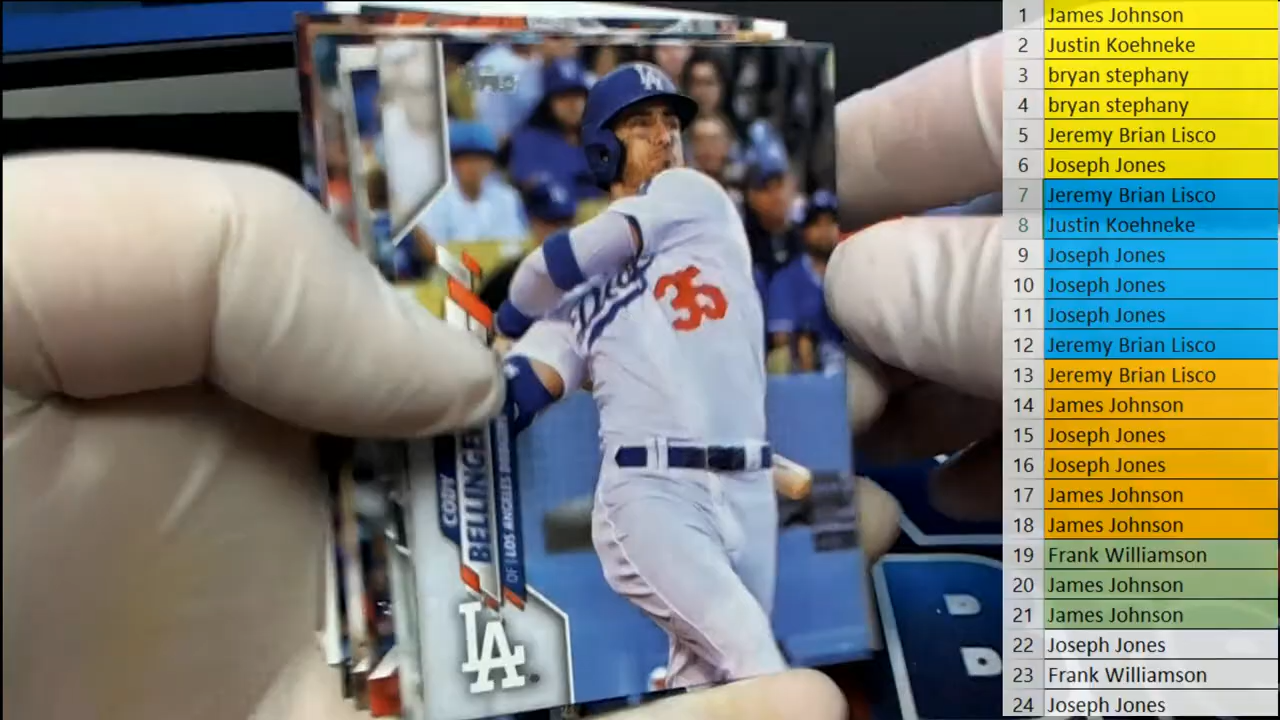 Topps
Dodgers
35
CODY
BELLINGER
OF | LOS ANGELES DODGERS
LA
1 James Johnson
2 Justin Koehneke
3 bryan stephany
4 bryan stephany
5 Jeremy Brian Lisco
6 Joseph Jones
7 Jeremy Brian Lisco
8 Justin Koehneke
9 Joseph Jones
10 Joseph Jones
11 Joseph Jones
12 Jeremy Brian Lisco
13 Jeremy Brian Lisco
14 James Johnson
15 Joseph Jones
16 Joseph Jones
17 James Johnson
18 James Johnson
19 Frank Williamson
20 James Johnson
21 James Johnson
22 Joseph Jones
23 Frank Williamson
24 Joseph Jones